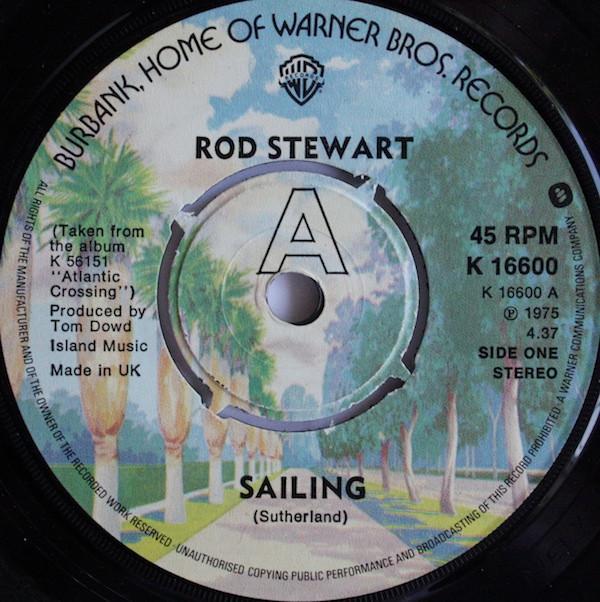 BURBANK, HOME OF WARNER BROS. RECORDS
ROD STEWART
A
(Taken from
the album
K 56151
"Atlantic
Crossing")
Produced by
Tom Dowd
Island Music
Made in UK
45 RPM
K 16600
K 16600 A
℗ 1975
4.37
SIDE ONE
STEREO
SAILING
(Sutherland)
ALL RIGHTS OF THE MANUFACTURER AND OF THE OWNER OF THE RECORDED WORK RESERVED. UNAUTHORISED COPYING PUBLIC PERFORMANCE AND BROADCASTING OF THIS RECORD PROHIBITED. A WARNER COMMUNICATIONS COMPANY